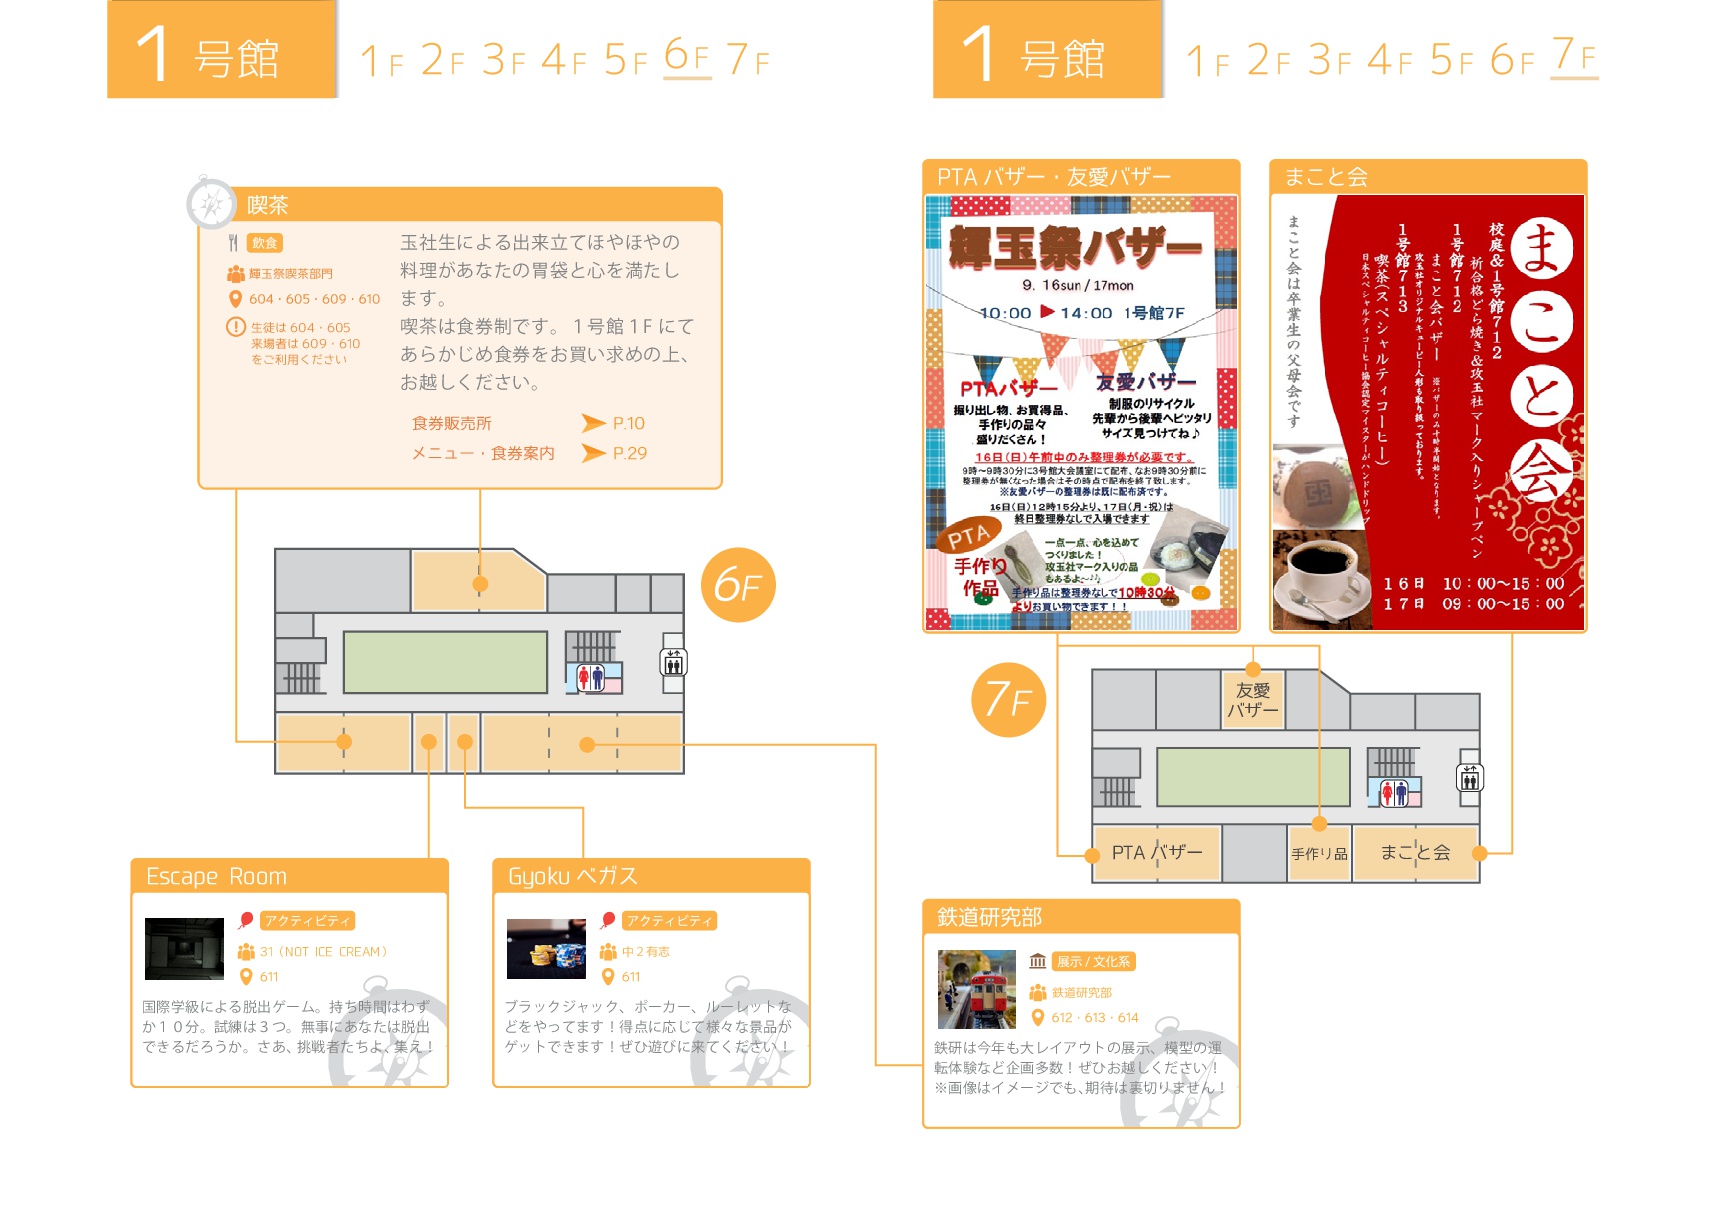 1号館
1F 2F 3F 4F 5F 6F 7F
喫茶
飲食
輝玉祭喫茶部門
604・605・609・610
生徒は 604・605
来場者は 609・610
をご利用ください
玉社生による出来立てほやほやの
料理があなたの胃袋と心を満たし
ます。
喫茶は食券制です。１号館１Fにて
あらかじめ食券をお買い求めの上、
お越しください。
食券販売所 P.10
メニュー・食券案内 P.29
6F
Escape Room
アクティビティ
31（NOT ICE CREAM）
611
国際学級による脱出ゲーム。持ち時間はわず
か１０分。試練は３つ。無事にあなたは脱出
できるだろうか。さあ、挑戦者たちよ、集え！
Gyoku ベガス
アクティビティ
中２有志
611
ブラックジャック、ポーカー、ルーレットな
どをやってます！得点に応じて様々な景品が
ゲットできます！ぜひ遊びに来てください！
1号館
1F 2F 3F 4F 5F 6F 7F
PTA バザー・友愛バザー
輝玉祭バザー
9. 16sun / 17mon
10:00 ▶ 14:00 1号館7F
PTAバザー
掘り出し物、お買得品、
手作りの品々
盛りだくさん！
友愛バザー
制服のリサイクル
先輩から後輩へピッタリ
サイズ見つけてね♪
16日(日)午前中のみ整理券が必要です。
9時～9時30分に3号館大会議室にて配布、なお9時30分前に
整理券が無くなった場合はその時点で配布を終了致します。
※友愛バザーの整理券は既に配布済です。
16日(日)12時15分より、17日(月・祝)は
終日整理券なしで入場できます
PTA
手作り
作品
一点一点、心を込めて
つくりました！
攻玉社マーク入りの品
もあるよ～!!
手作り品は整理券なしで10時30分
よりお買い物できます！！
まこと会
まこと会
校庭&1号館712
祈合格どら焼き&攻玉社マーク入りシャープペン
1号館712
まこと会バザー ※バザーのみ十時半開始となります。
攻玉社オリジナルキューピー人形も取り扱っております。
1号館713
喫茶(スペシャルティコーヒー)
日本スペシャルティコーヒー協会認定マイスターがハンドドリップ
まこと会は卒業生の父母会です
16日 10：00～15：00
17日 09：00～15：00
7F
友愛
バザー
PTA バザー
手作り品
まこと会
鉄道研究部
展示 / 文化系
鉄道研究部
612・613・614
鉄研は今年も大レイアウトの展示、模型の運
転体験など企画多数！ぜひお越しください！
※画像はイメージでも、期待は裏切りません！